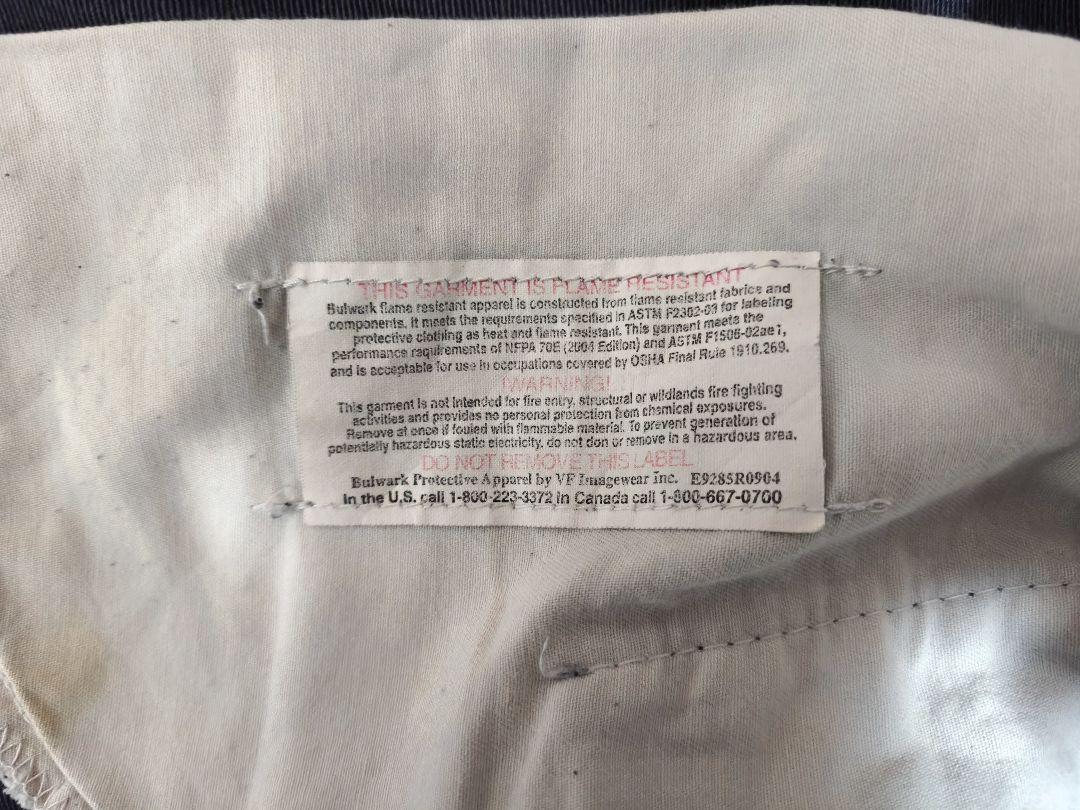 THIS GARMENT IS FLAME RESISTANT
Bulwark flame resistant apparel is constructed from flame resistant fabrics and
components. It meets the requirements specified in ASTM F2302-03 for labeling
protective clothing as heat and flame resistant. This garment meets the
performance requirements of NFPA 70E (2004 Edition) and ASTM F1506-02ae1,
and is acceptable for use in occupations covered by OSHA Final Rule 1910.269.
!WARNING!
This garment is not intended for fire entry, structural or wildlands fire fighting
activities and provides no personal protection from chemical exposures.
Remove at once if fouled with flammable material. To prevent generation of
potentially hazardous static electricity, do not don or remove in a hazardous area.
DO NOT REMOVE THIS LABEL
Bulwark Protective Apparel by VF Imagewear Inc. E9285R0904
In the U.S. call 1-800-223-3372 In Canada call 1-800-667-0700